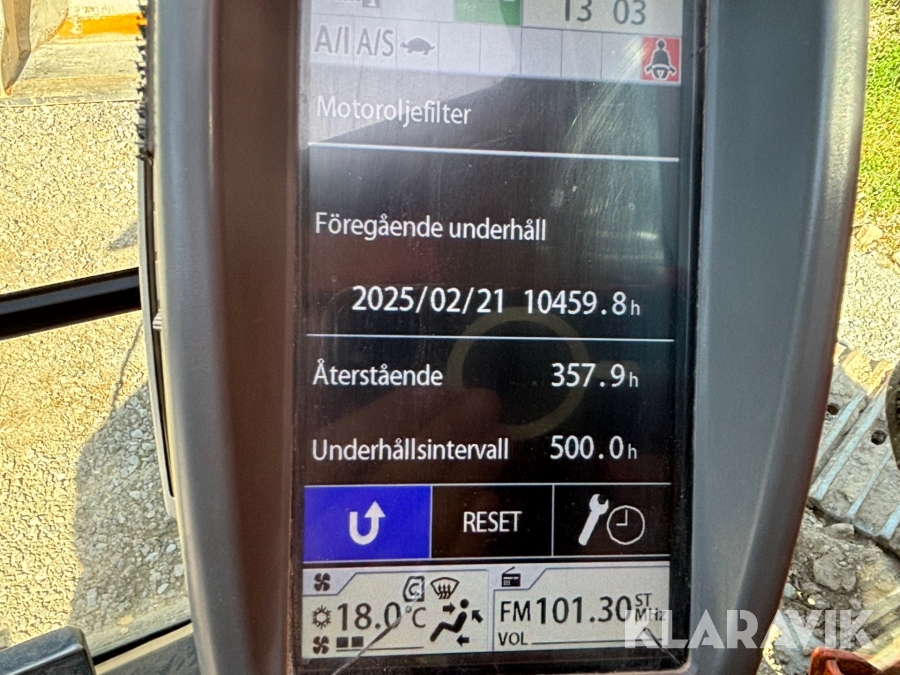 13 03
A/I A/S
Motoroljefilter
Föregående underhåll
2025/02/21 10459.8h
Återstående 357.9h
Underhållsintervall 500.0h
RESET
18.0°C
FM 101.30 ST MHz
VOL
KLARAVIK